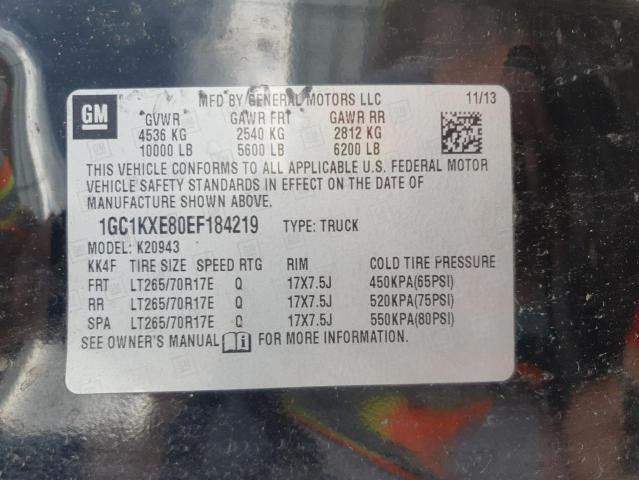 GM
MFD BY GENERAL MOTORS LLC 11/13
GVWR GAWR FRT GAWR RR
4536 KG 2540 KG 2812 KG
10000 LB 5600 LB 6200 LB
THIS VEHICLE CONFORMS TO ALL APPLICABLE U.S. FEDERAL MOTOR
VEHICLE SAFETY STANDARDS IN EFFECT ON THE DATE OF
MANUFACTURE SHOWN ABOVE.
1GC1KXE80EF184219 TYPE: TRUCK
MODEL: K20943
KK4F TIRE SIZE SPEED RTG RIM COLD TIRE PRESSURE
FRT LT265/70R17E Q 17X7.5J 450KPA(65PSI)
RR LT265/70R17E Q 17X7.5J 520KPA(75PSI)
SPA LT265/70R17E Q 17X7.5J 550KPA(80PSI)
SEE OWNER'S MANUAL FOR MORE INFORMATION.